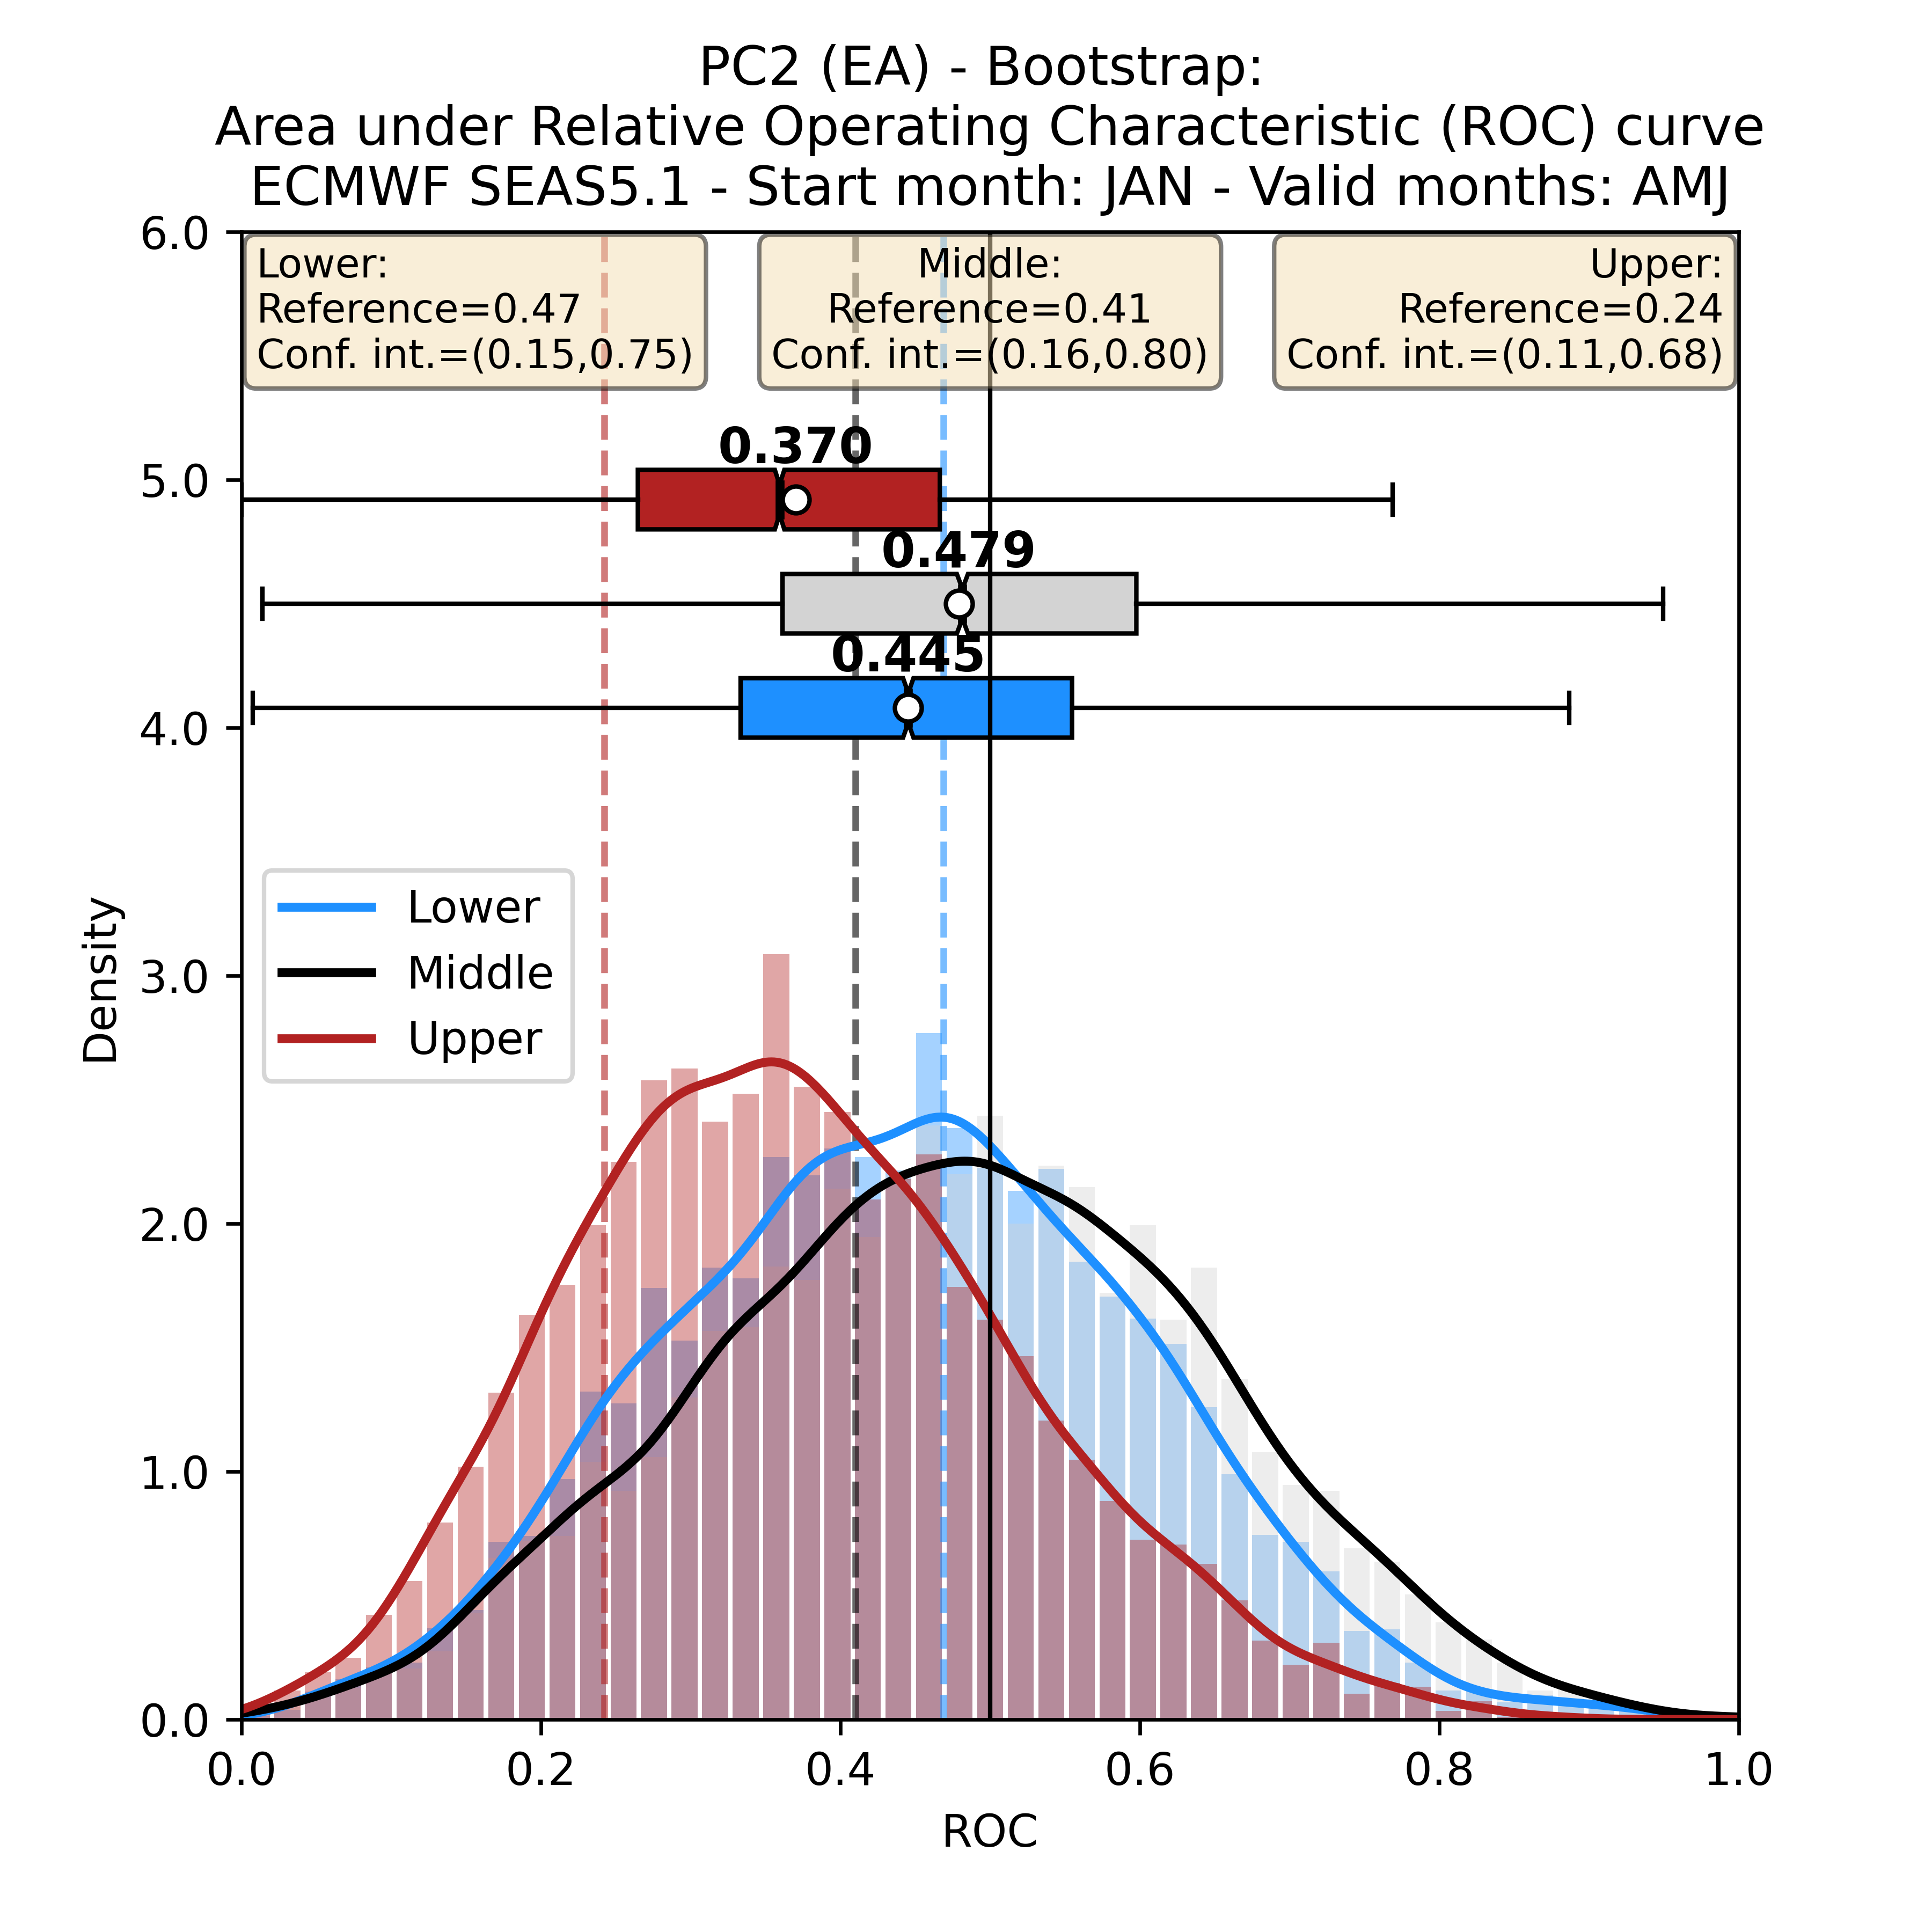 PC2 (EA) - Bootstrap:
Area under Relative Operating Characteristic (ROC) curve
ECMWF SEAS5.1 - Start month: JAN - Valid months: AMJ
Lower:
Reference=0.47
Conf. int.=(0.15,0.75)
Middle:
Reference=0.41
Conf. int.=(0.16,0.80)
Upper:
Reference=0.24
Conf. int.=(0.11,0.68)
0.370
0.479
0.445
Lower
Middle
Upper
Density
6.0
5.0
4.0
3.0
2.0
1.0
0.0
0.0
0.2
0.4
0.6
0.8
1.0
ROC